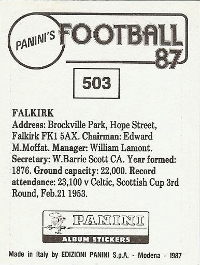 PANINI'S
FOOTBALL
87
503
FALKIRK
Address: Brockville Park, Hope Street,
Falkirk FK1 5AX. Chairman: Edward
M.Moffat. Manager: William Lamont.
Secretary: W.Barrie Scott CA. Year formed:
1876. Ground capacity: 22,000. Record
attendance: 23,100 v Celtic, Scottish Cup 3rd
Round, Feb.21 1953.
PANINI
ALBUM STICKERS
Made in Italy by EDIZIONI PANINI S.p.A. - Modena - 1987